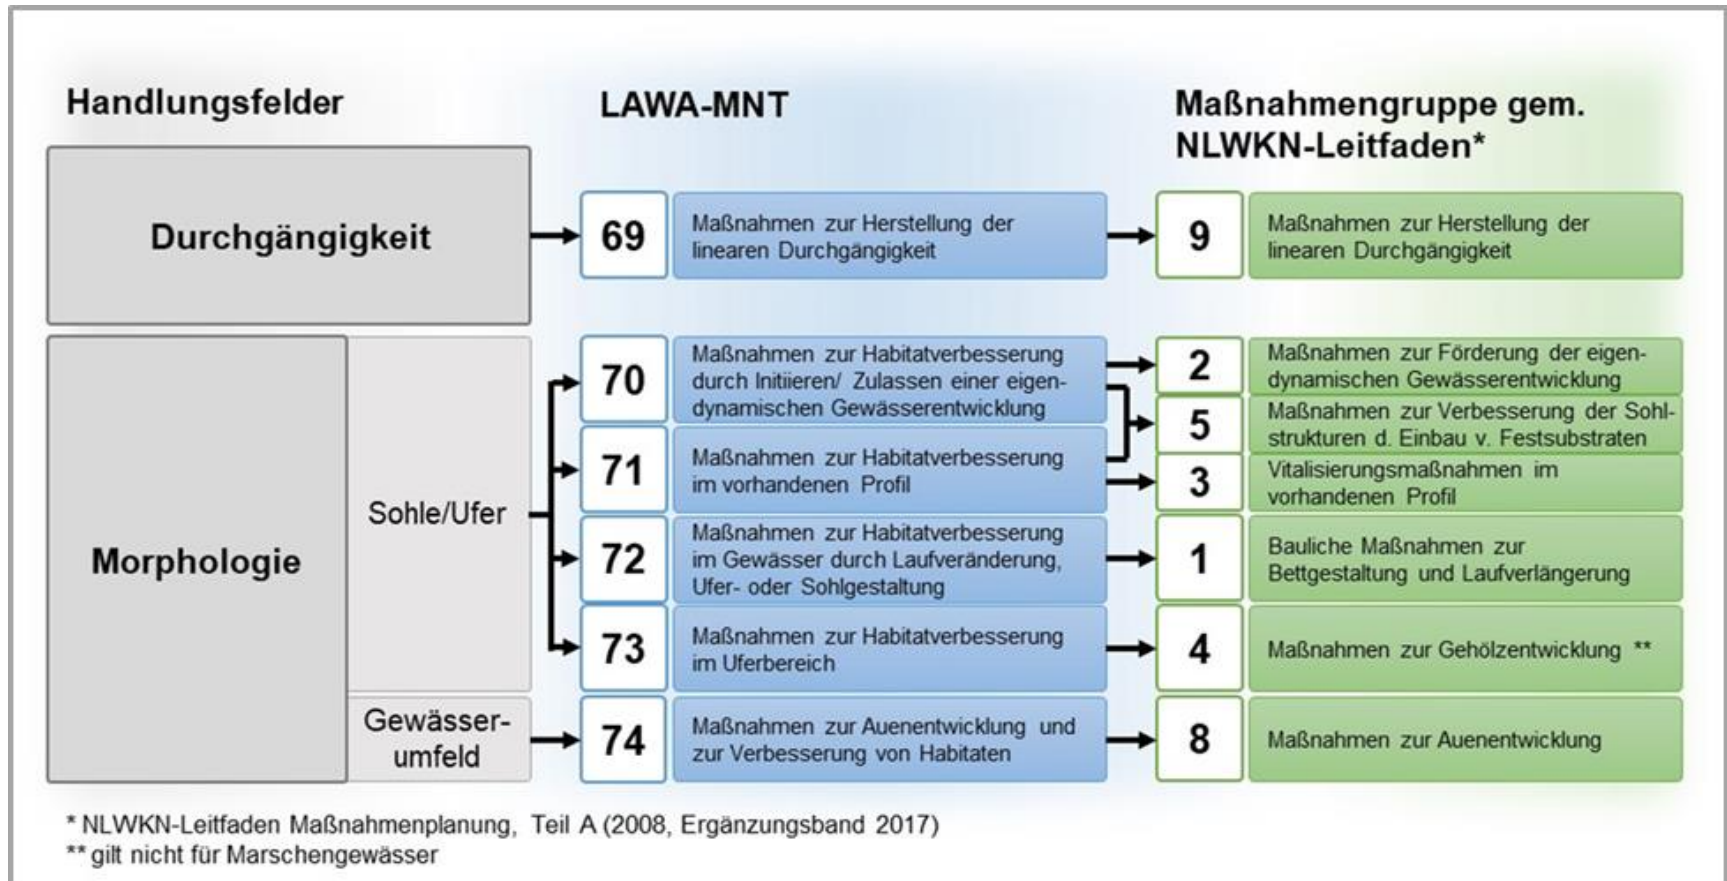 Handlungsfelder
LAWA-MNT
Maßnahmengruppe gem.
NLWKN-Leitfaden*
Durchgängigkeit
69
Maßnahmen zur Herstellung der
linearen Durchgängigkeit
9
Maßnahmen zur Herstellung der
linearen Durchgängigkeit
Morphologie
Sohle/Ufer
70
Maßnahmen zur Habitatverbesserung
durch Initiieren/ Zulassen einer eigen-
dynamischen Gewässerentwicklung
2
Maßnahmen zur Förderung der eigen-
dynamischen Gewässerentwicklung
5
Maßnahmen zur Verbesserung der Sohl-
strukturen d. Einbau v. Festsubstraten
71
Maßnahmen zur Habitatverbesserung
im vorhandenen Profil
3
Vitalisierungsmaßnahmen im
vorhandenen Profil
72
Maßnahmen zur Habitatverbesserung
im Gewässer durch Laufveränderung,
Ufer- oder Sohlgestaltung
1
Bauliche Maßnahmen zur
Bettgestaltung und Laufverlängerung
73
Maßnahmen zur Habitatverbesserung
im Uferbereich
4
Maßnahmen zur Gehölzentwicklung **
Gewässer-
umfeld
74
Maßnahmen zur Auenentwicklung und
zur Verbesserung von Habitaten
8
Maßnahmen zur Auenentwicklung
* NLWKN-Leitfaden Maßnahmenplanung, Teil A (2008, Ergänzungsband 2017)
** gilt nicht für Marschengewässer